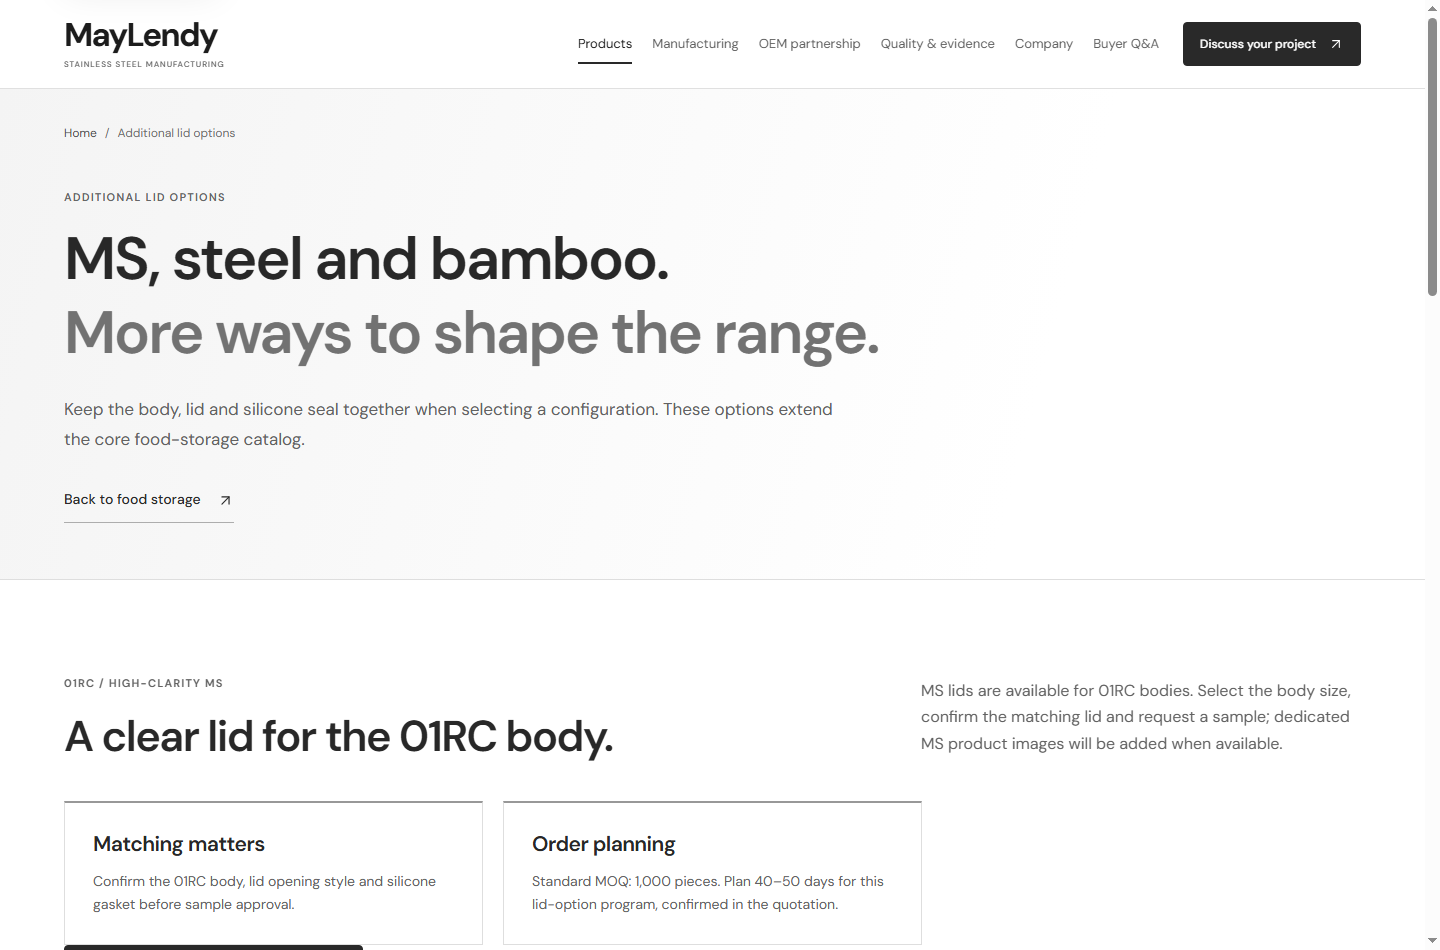 MayLendy
STAINLESS STEEL MANUFACTURING
Products
Manufacturing
OEM partnership
Quality & evidence
Company
Buyer Q&A
Discuss your project
Home / Additional lid options
ADDITIONAL LID OPTIONS
MS, steel and bamboo.
More ways to shape the range.
Keep the body, lid and silicone seal together when selecting a configuration. These options extend
the core food-storage catalog.
Back to food storage
01RC / HIGH-CLARITY MS
A clear lid for the 01RC body.
MS lids are available for 01RC bodies. Select the body size,
confirm the matching lid and request a sample; dedicated
MS product images will be added when available.
Matching matters
Confirm the 01RC body, lid opening style and silicone
gasket before sample approval.
Order planning
Standard MOQ: 1,000 pieces. Plan 40–50 days for this
lid-option program, confirmed in the quotation.